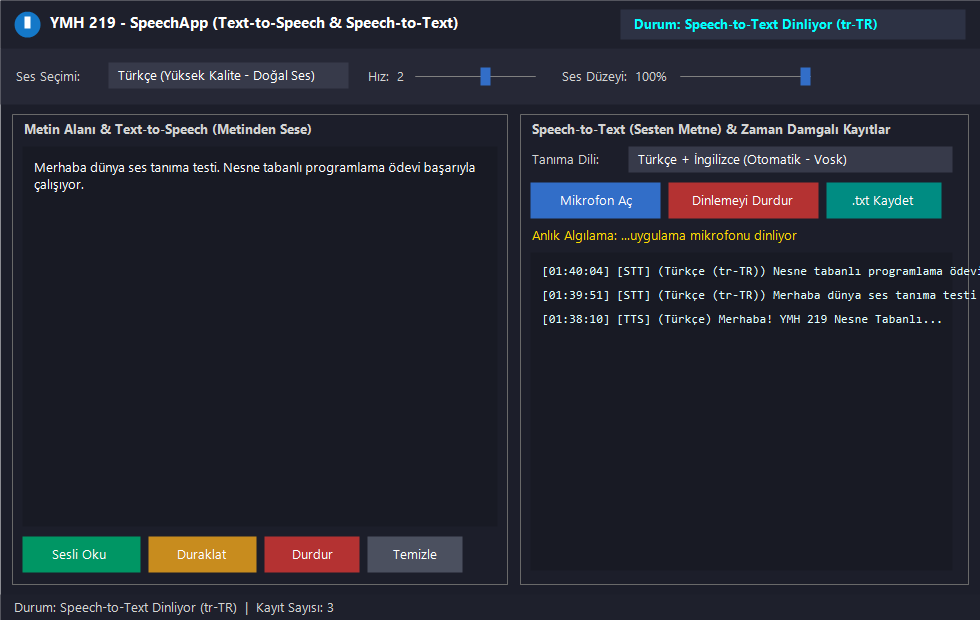 YMH 219 - SpeechApp (Text-to-Speech & Speech-to-Text)
Durum: Speech-to-Text Dinliyor (tr-TR)
Ses Seçimi: Türkçe (Yüksek Kalite - Doğal Ses) Hız: 2 Ses Düzeyi: 100%
Metin Alanı & Text-to-Speech (Metinden Sese)
Merhaba dünya ses tanıma testi. Nesne tabanlı programlama ödevi başarıyla
çalışıyor.
Sesli Oku Duraklat Durdur Temizle
Speech-to-Text (Sesten Metne) & Zaman Damgalı Kayıtlar
Tanıma Dili: Türkçe + İngilizce (Otomatik - Vosk)
Mikrofon Aç Dinlemeyi Durdur .txt Kaydet
Anlık Algılama: ...uygulama mikrofonu dinliyor
[01:40:04] [STT] (Türkçe (tr-TR)) Nesne tabanlı programlama ödevi
[01:39:51] [STT] (Türkçe (tr-TR)) Merhaba dünya ses tanıma testi
[01:38:10] [TTS] (Türkçe) Merhaba! YMH 219 Nesne Tabanlı...
Durum: Speech-to-Text Dinliyor (tr-TR) | Kayıt Sayısı: 3